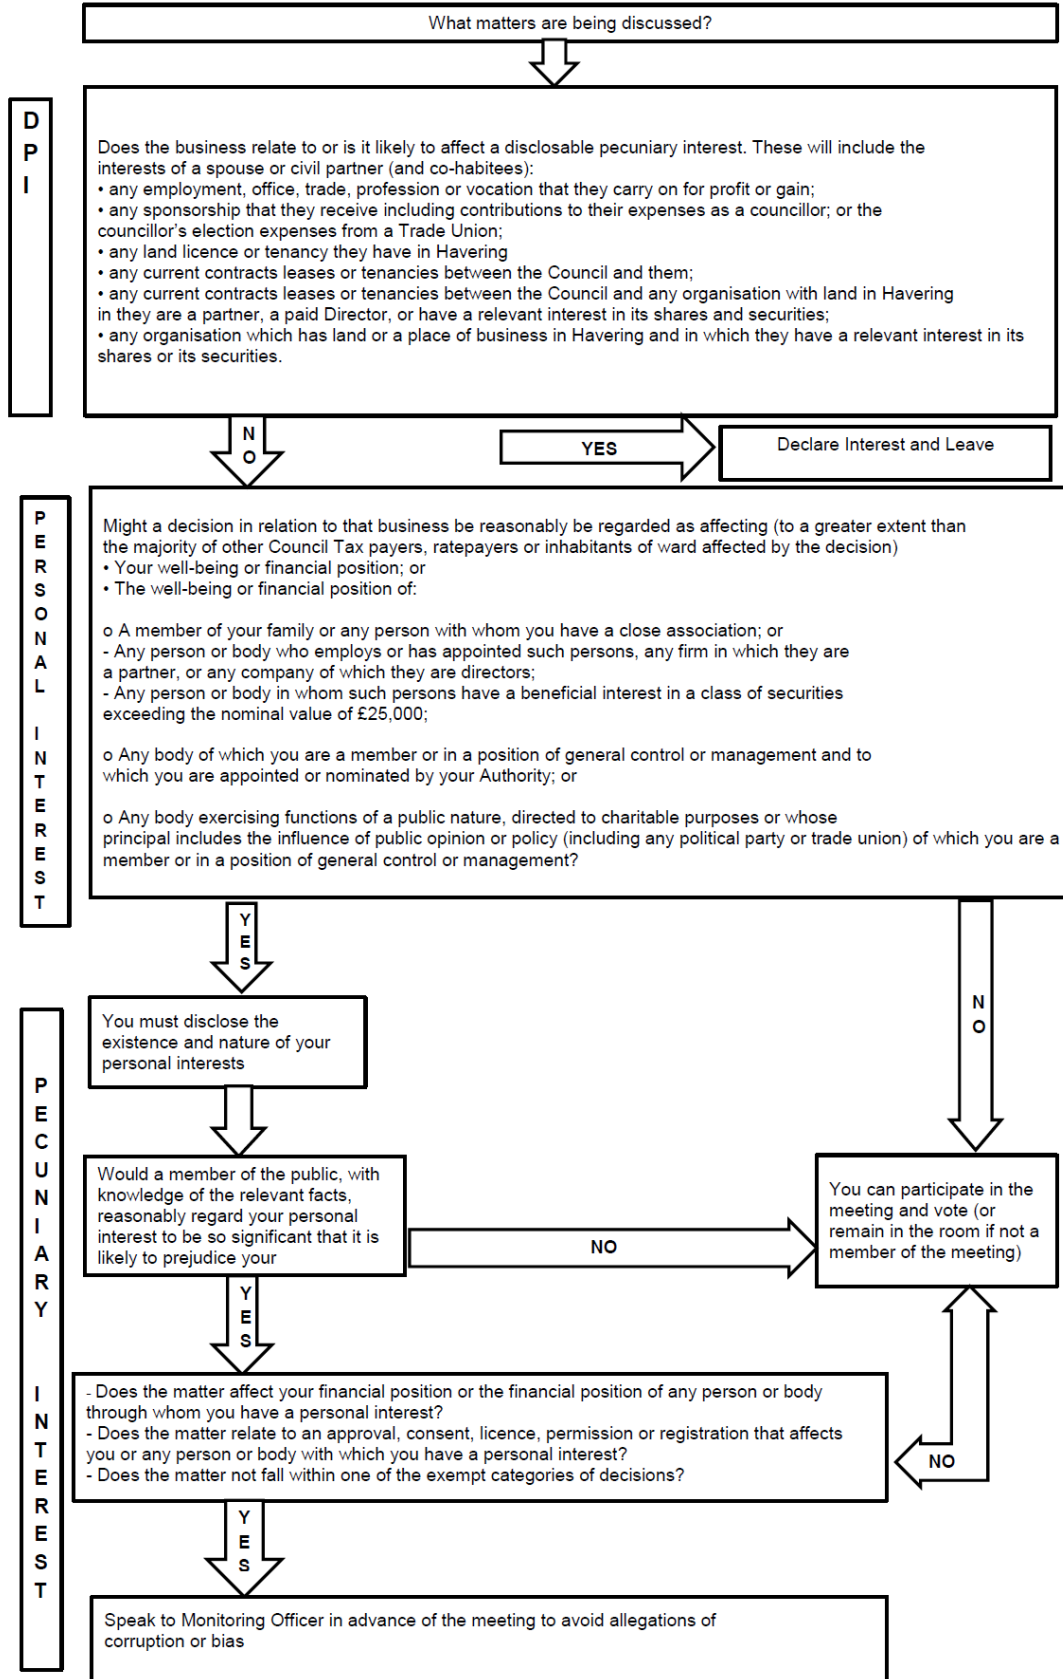 What matters are being discussed?
D
P
I
Does the business relate to or is it likely to affect a disclosable pecuniary interest. These will include the
interests of a spouse or civil partner (and co-habitees):
• any employment, office, trade, profession or vocation that they carry on for profit or gain;
• any sponsorship that they receive including contributions to their expenses as a councillor; or the
councillor's election expenses from a Trade Union;
• any land licence or tenancy they have in Havering
• any current contracts leases or tenancies between the Council and them;
• any current contracts leases or tenancies between the Council and any organisation with land in Havering
in they are a partner, a paid Director, or have a relevant interest in its shares and securities;
• any organisation which has land or a place of business in Havering and in which they have a relevant interest in its
shares or its securities.
N
O
YES
Declare Interest and Leave
P
E
R
S
O
N
A
L
I
N
T
E
R
E
S
T
Might a decision in relation to that business be reasonably be regarded as affecting (to a greater extent than
the majority of other Council Tax payers, ratepayers or inhabitants of ward affected by the decision)
• Your well-being or financial position; or
• The well-being or financial position of:
o A member of your family or any person with whom you have a close association; or
- Any person or body who employs or has appointed such persons, any firm in which they are
a partner, or any company of which they are directors;
- Any person or body in whom such persons have a beneficial interest in a class of securities
exceeding the nominal value of £25,000;
o Any body of which you are a member or in a position of general control or management and to
which you are appointed or nominated by your Authority; or
o Any body exercising functions of a public nature, directed to charitable purposes or whose
principal includes the influence of public opinion or policy (including any political party or trade union) of which you are a
member or in a position of general control or management?
Y
E
S
N
O
P
E
C
U
N
I
A
R
Y
I
N
T
E
R
E
S
T
You must disclose the
existence and nature of your
personal interests
Would a member of the public, with
knowledge of the relevant facts,
reasonably regard your personal
interest to be so significant that it is
likely to prejudice your
NO
You can participate in the
meeting and vote (or
remain in the room if not a
member of the meeting)
Y
E
S
- Does the matter affect your financial position or the financial position of any person or body
through whom you have a personal interest?
- Does the matter relate to an approval, consent, licence, permission or registration that affects
you or any person or body with which you have a personal interest?
- Does the matter not fall within one of the exempt categories of decisions?
NO
Y
E
S
Speak to Monitoring Officer in advance of the meeting to avoid allegations of
corruption or bias